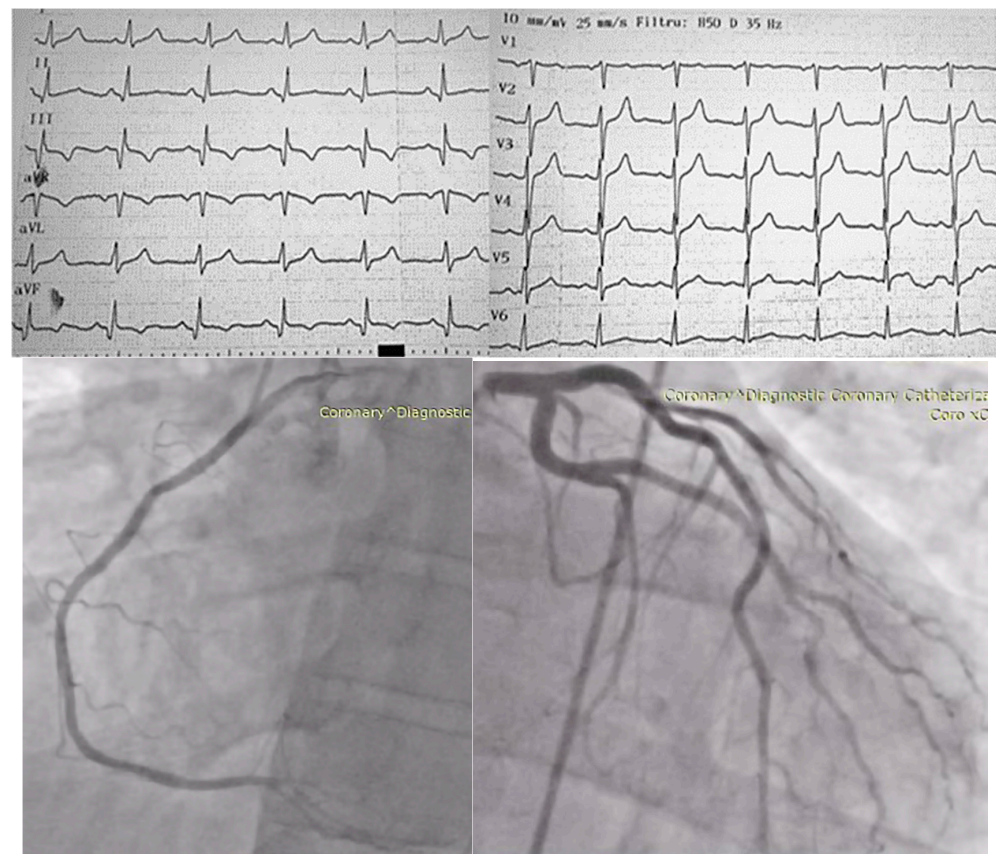 I
II
III
aVR
aVL
aVF
10 mm/mV 25 mm/s Filtru: H50 D 35 Hz
V1
V2
V3
V4
V5
V6
Coronary^Diagnostic
Coronary^Diagnostic Coronary Catheteriza
Coro xC